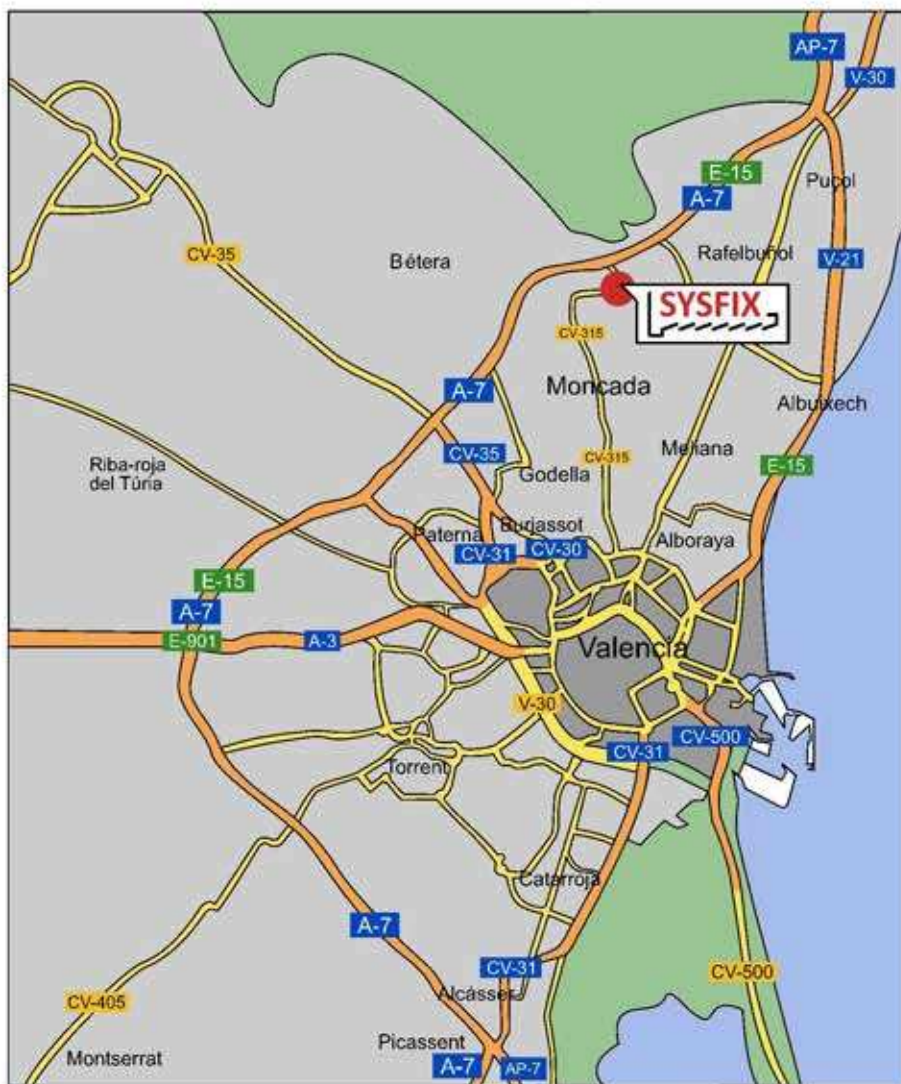 AP-7
V-30
E-15
Puçol
A-7
Rafelbuñol
CV-35
Bétera
V-21
SYSFIX
CV-315
A-7
Moncada
Albuixech
Meliana
CV-35
CV-315
Riba-roja
del Túria
Godella
E-15
Burjassot
Paterna
Alboraya
CV-31
CV-30
E-15
A-7
E-901
A-3
Valencia
V-30
CV-500
CV-31
Torrent
Catarroja
A-7
CV-31
CV-500
Alcásser
CV-405
Picassent
Montserrat
A-7
AP-7